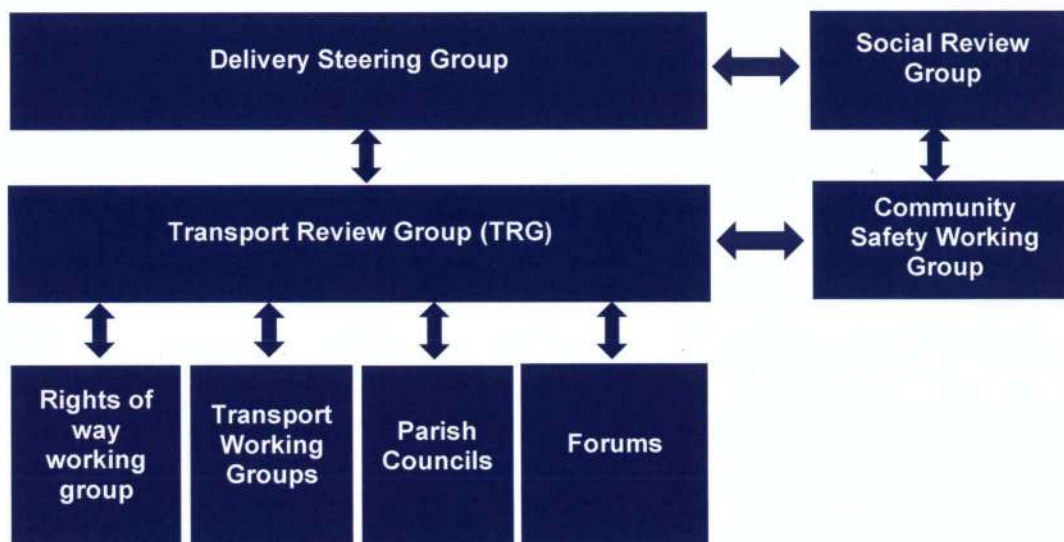 Delivery Steering Group
Social Review
Group
Transport Review Group (TRG)
Community
Safety Working
Group
Rights of
way
working
group
Transport
Working
Groups
Parish
Councils
Forums